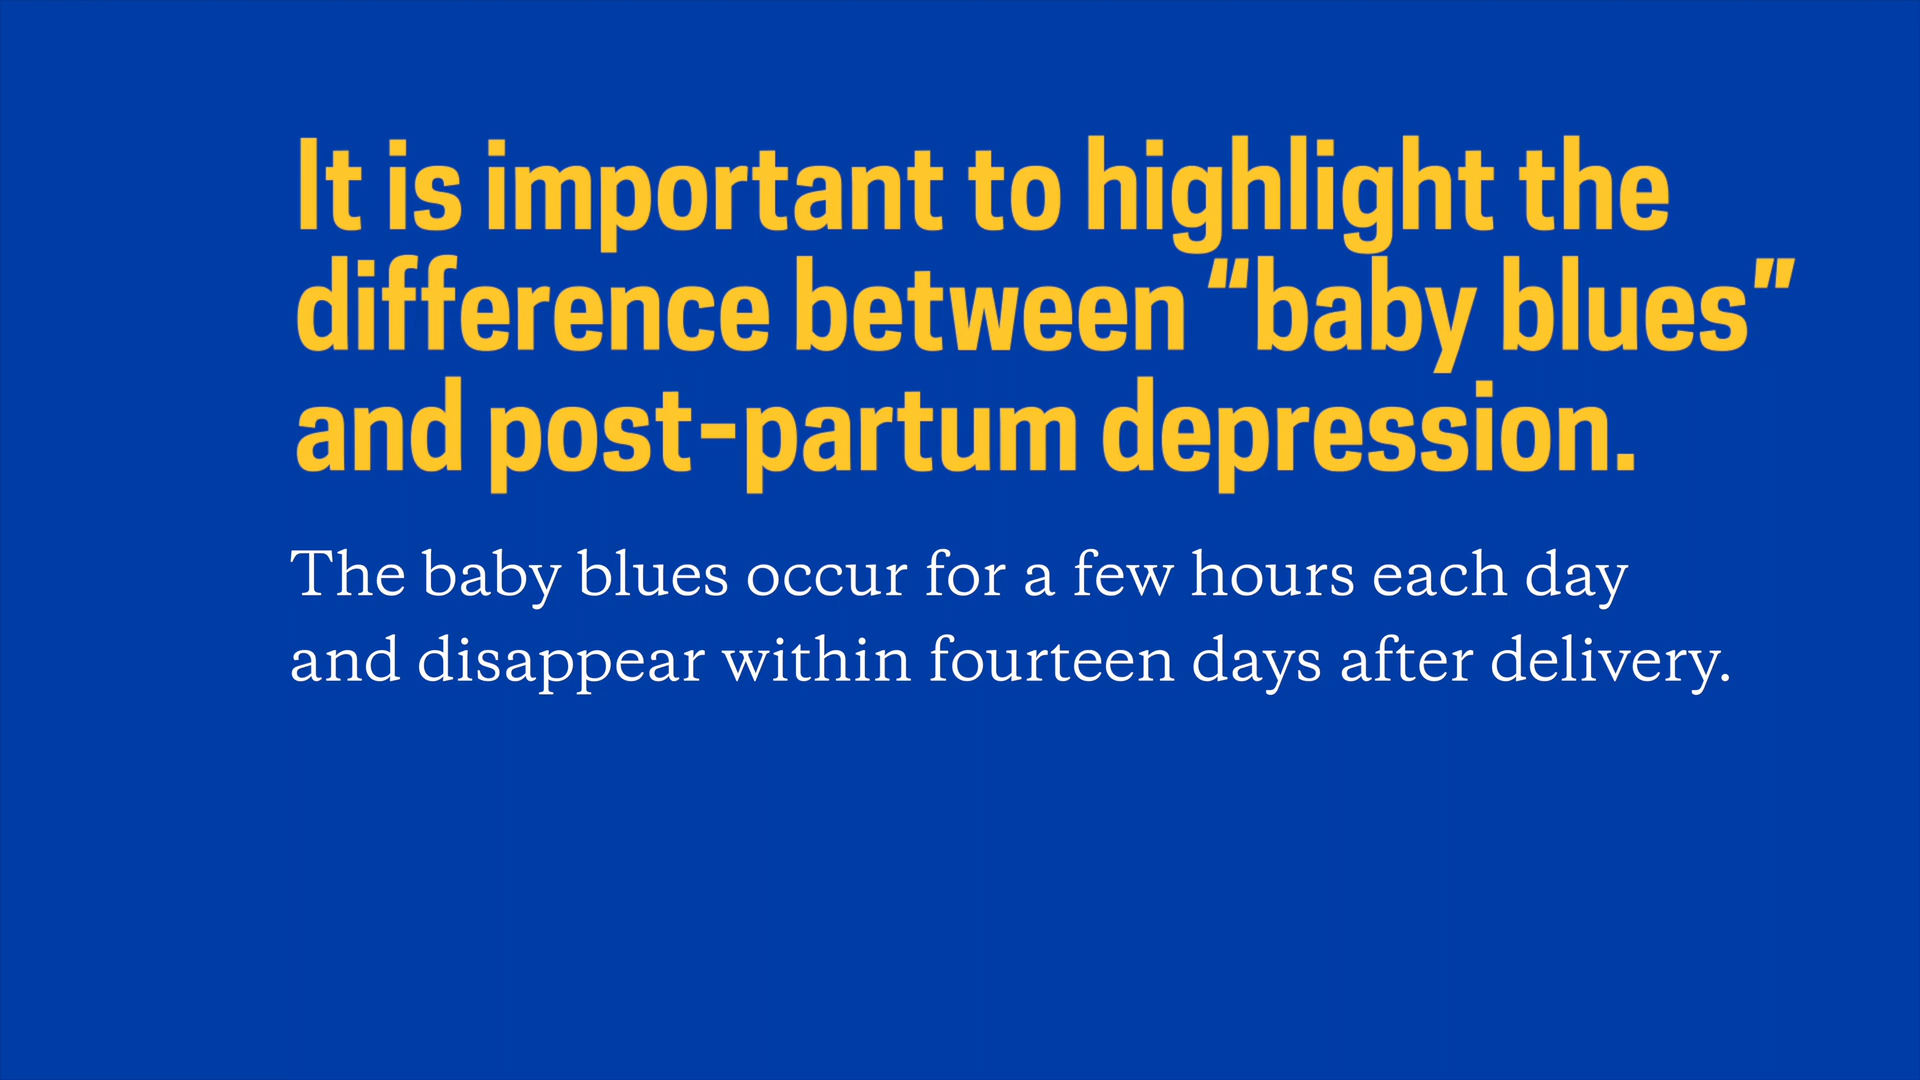 It is important to highlight the
difference between “baby blues”
and post-partum depression.
The baby blues occur for a few hours each day
and disappear within fourteen days after delivery.